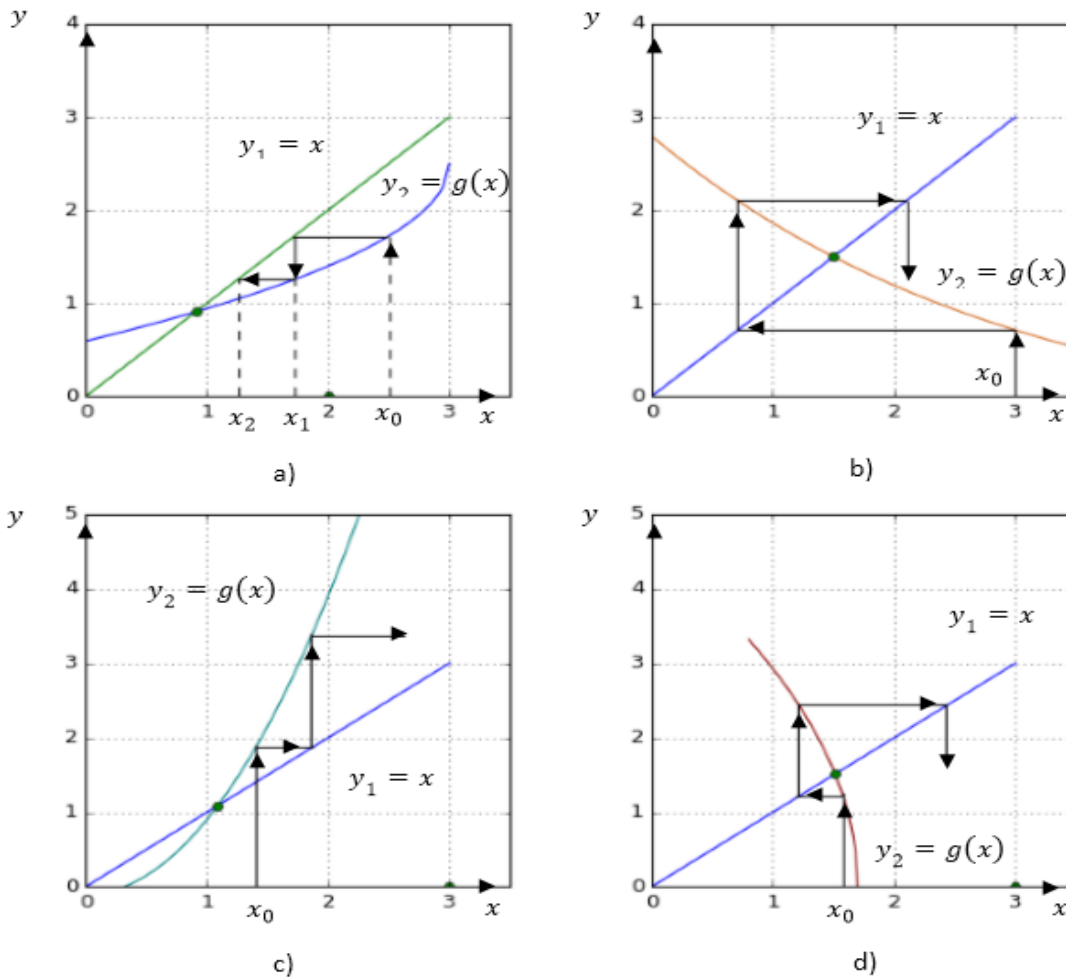 y
4
3
2
1
0
y₁ = x
y₂ = g(x)
0
1
x₂
x₁
2
x₀
3
x
a)
y
4
3
2
1
0
y₁ = x
y₂ = g(x)
x₀
0
1
2
3
x
b)
y
5
4
3
2
1
0
y₂ = g(x)
y₁ = x
0
1
x₀
2
3
x
c)
y
5
4
3
2
1
0
y₁ = x
y₂ = g(x)
0
1
x₀
2
3
x
d)